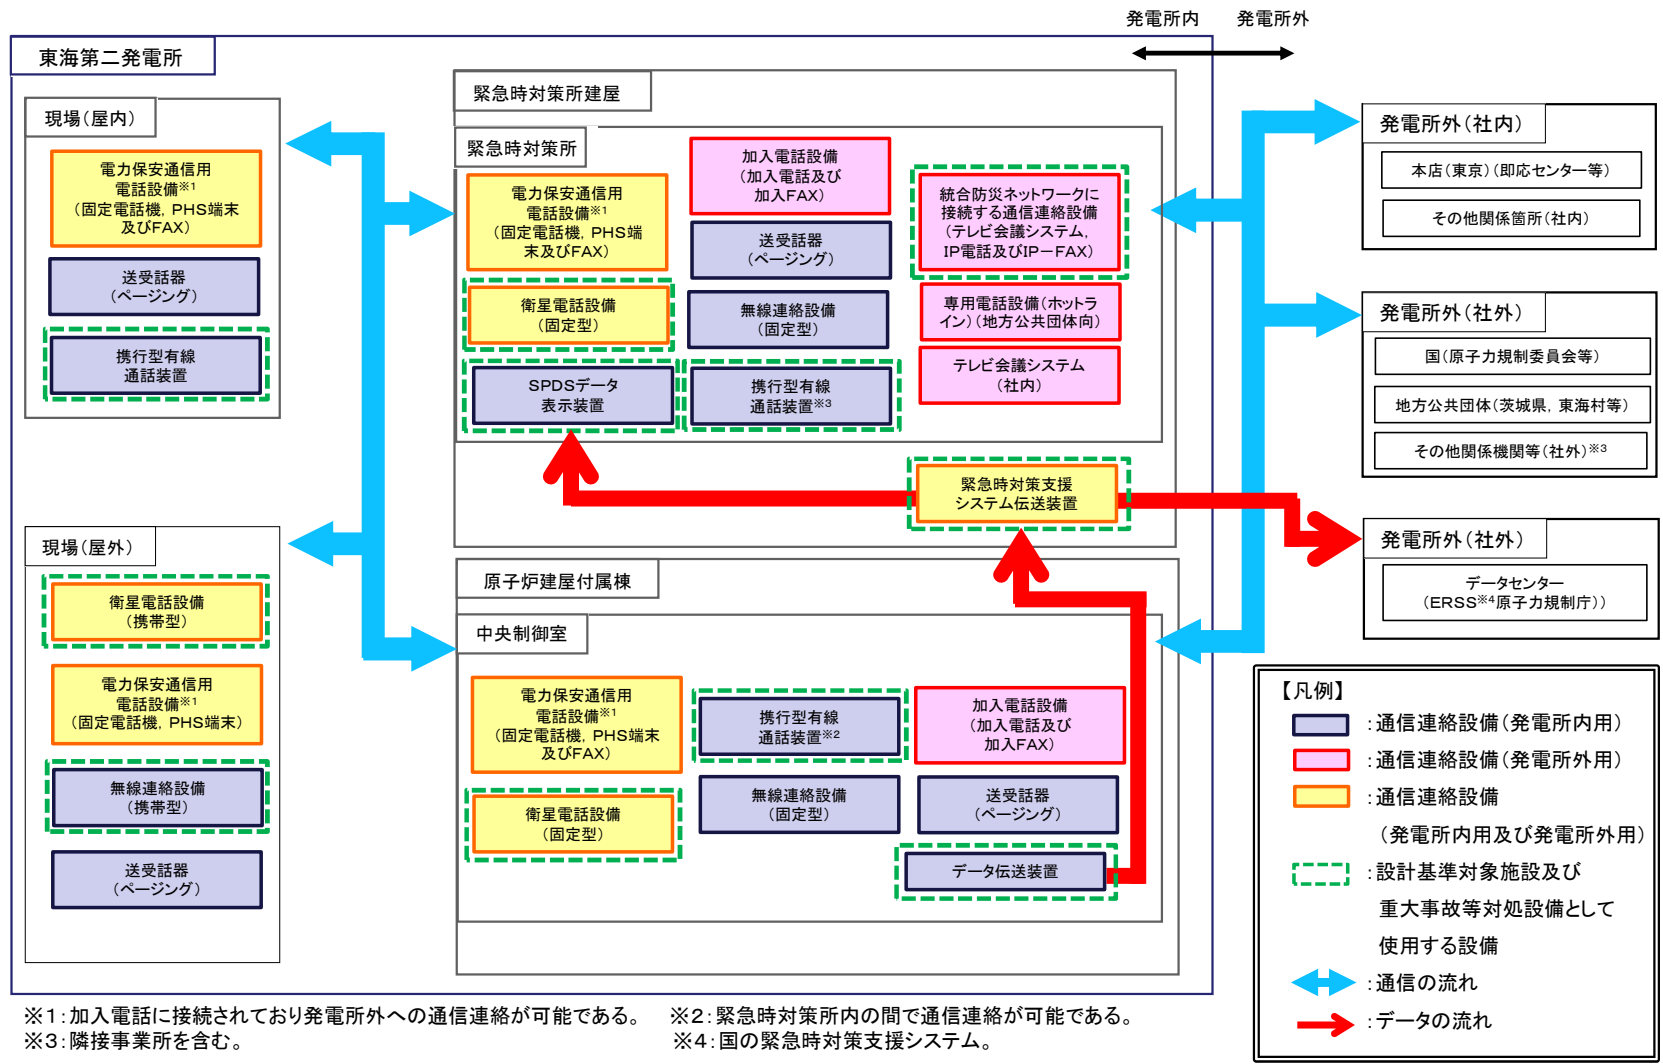 発電所内　発電所外
東海第二発電所
現場(屋内)
電力保安通信用
電話設備※1
(固定電話機，PHS端末
及びFAX)
送受話器
(ページング)
携行型有線
通話装置
現場(屋外)
衛星電話設備
(携帯型)
電力保安通信用
電話設備※1
(固定電話機，PHS端末)
無線連絡設備
(携帯型)
送受話器
(ページング)
緊急時対策所建屋
緊急時対策所
電力保安通信用
電話設備※1
(固定電話機，PHS端
末及びFAX)
衛星電話設備
(固定型)
SPDSデータ
表示装置
加入電話設備
(加入電話及び
加入FAX)
送受話器
(ページング)
無線連絡設備
(固定型)
携行型有線
通話装置※3
統合防災ネットワークに
接続する通信連絡設備
(テレビ会議システム，
IP電話及びIP－FAX)
専用電話設備(ホットラ
イン)(地方公共団体向)
テレビ会議システム
(社内)
緊急時対策支援
システム伝送装置
原子炉建屋付属棟
中央制御室
電力保安通信用
電話設備※1
(固定電話機，PHS端末
及びFAX)
衛星電話設備
(固定型)
携行型有線
通話装置※2
無線連絡設備
(固定型)
加入電話設備
(加入電話及び
加入FAX)
送受話器
(ページング)
データ伝送装置
発電所外(社内)
本店(東京)(即応センター等)
その他関係箇所(社内)
発電所外(社外)
国(原子力規制委員会等)
地方公共団体(茨城県，東海村等)
その他関係機関等(社外)※3
発電所外(社外)
データセンター
(ERSS※4原子力規制庁))
【凡例】
：通信連絡設備(発電所内用)
：通信連絡設備(発電所外用)
：通信連絡設備
(発電所内用及び発電所外用)
：設計基準対象施設及び
重大事故等対処設備として
使用する設備
：通信の流れ
：データの流れ
※1：加入電話に接続されており発電所外への通信連絡が可能である。　※2：緊急時対策所内の間で通信連絡が可能である。
※3：隣接事業所を含む。　※4：国の緊急時対策支援システム。